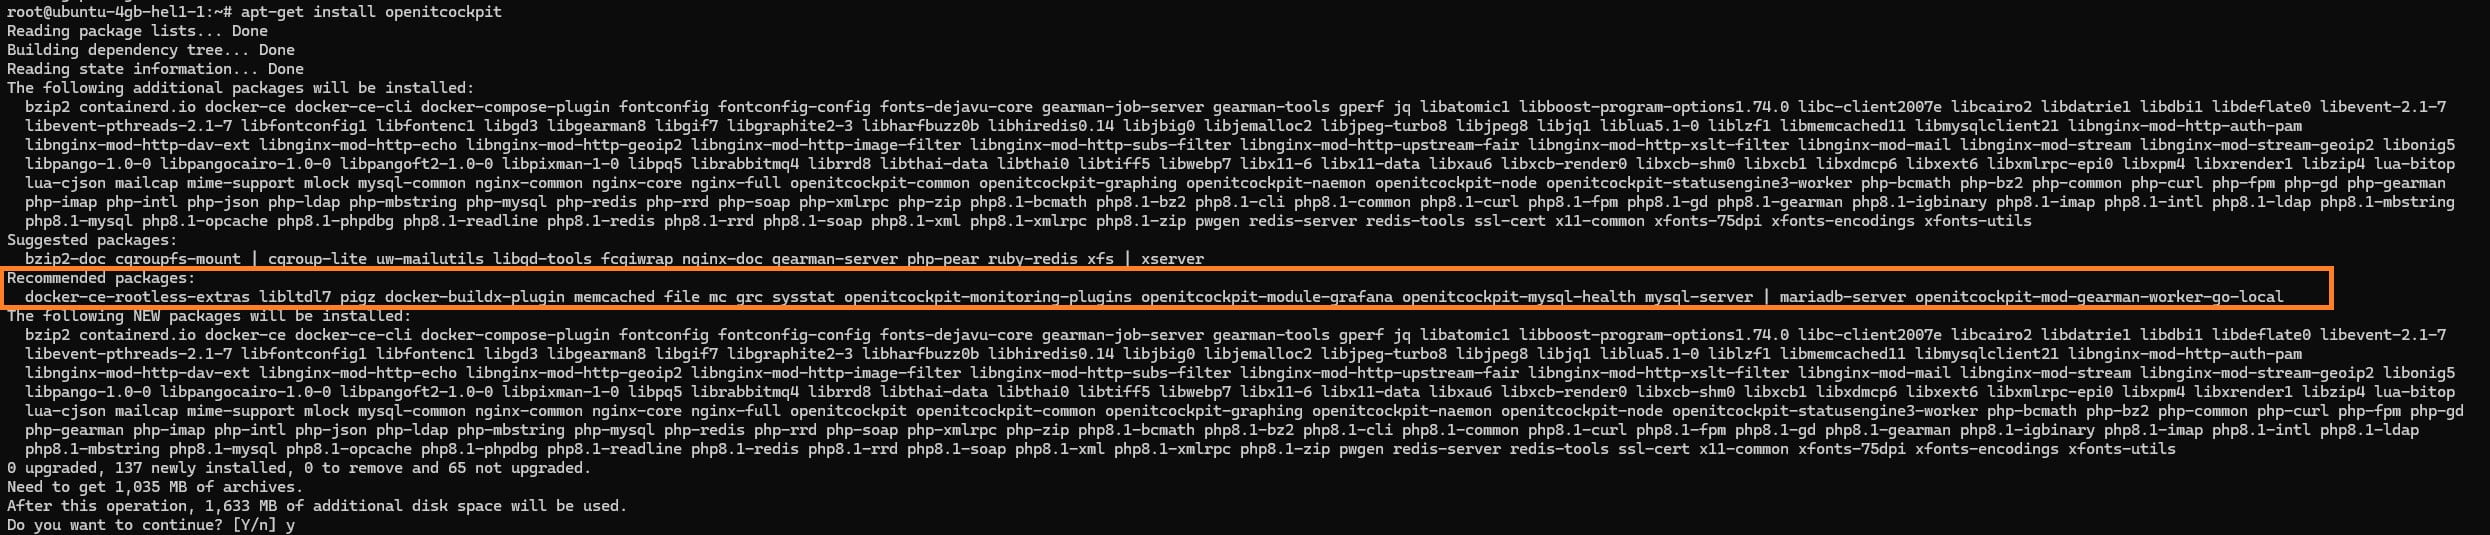 root@ubuntu-4gb-hel1-1:~# apt-get install openitcockpit
Reading package lists... Done
Building dependency tree... Done
Reading state information... Done
The following additional packages will be installed:
bzip2 containerd.io docker-ce docker-ce-cli docker-compose-plugin fontconfig fontconfig-config fonts-dejavu-core gearman-job-server gearman-tools gperf jq libatomic1 libboost-program-options1.74.0 libc-client2007e libcairo2 libdatrie1 libdbi1 libdeflate0 libevent-2.1-7
libevent-pthreads-2.1-7 libfontconfig1 libfontenc1 libgd3 libgearman8 libgif7 libgraphite2-3 libharfbuzz0b libhiredis0.14 libjbig0 libjemalloc2 libjpeg-turbo8 libjpeg8 libjq1 liblua5.1-0 liblzf1 libmemcached11 libmysqlclient21 libnginx-mod-http-auth-pam
libnginx-mod-http-dav-ext libnginx-mod-http-echo libnginx-mod-http-geoip2 libnginx-mod-http-image-filter libnginx-mod-http-subs-filter libnginx-mod-http-upstream-fair libnginx-mod-http-xslt-filter libnginx-mod-mail libnginx-mod-stream libnginx-mod-stream-geoip2 libonig5
libpango-1.0-0 libpangocairo-1.0-0 libpangoft2-1.0-0 libpixman-1-0 libpq5 librabbitmq4 librrd8 libthai-data libthai0 libtiff5 libwebp7 libx11-6 libx11-data libxau6 libxcb-render0 libxcb-shm0 libxcb1 libxdmcp6 libxext6 libxmlrpc-epi0 libxpm4 libxrender1 libzip4 lua-bitop
lua-cjson mailcap mime-support mlock mysql-common nginx-common nginx-core nginx-full openitcockpit-common openitcockpit-graphing openitcockpit-naemon openitcockpit-node openitcockpit-statusengine3-worker php-bcmath php-bz2 php-common php-curl php-fpm php-gd php-gearman
php-imap php-intl php-json php-ldap php-mbstring php-mysql php-redis php-rrd php-soap php-xmlrpc php-zip php8.1-bcmath php8.1-bz2 php8.1-cli php8.1-common php8.1-curl php8.1-fpm php8.1-gd php8.1-gearman php8.1-igbinary php8.1-imap php8.1-intl php8.1-ldap php8.1-mbstring
php8.1-mysql php8.1-opcache php8.1-phpdbg php8.1-readline php8.1-redis php8.1-rrd php8.1-soap php8.1-xml php8.1-xmlrpc php8.1-zip pwgen redis-server redis-tools ssl-cert x11-common xfonts-75dpi xfonts-encodings xfonts-utils
Suggested packages:
bzip2-doc cgroupfs-mount | cgroup-lite uw-mailutils libgd-tools fcgiwrap nginx-doc gearman-server php-pear ruby-redis xfs | xserver
Recommended packages:
docker-ce-rootless-extras libltdl7 pigz docker-buildx-plugin memcached file mc grc sysstat openitcockpit-monitoring-plugins openitcockpit-module-grafana openitcockpit-mysql-health mysql-server | mariadb-server openitcockpit-mod-gearman-worker-go-local
The following NEW packages will be installed:
bzip2 containerd.io docker-ce docker-ce-cli docker-compose-plugin fontconfig fontconfig-config fonts-dejavu-core gearman-job-server gearman-tools gperf jq libatomic1 libboost-program-options1.74.0 libc-client2007e libcairo2 libdatrie1 libdbi1 libdeflate0 libevent-2.1-7
libevent-pthreads-2.1-7 libfontconfig1 libfontenc1 libgd3 libgearman8 libgif7 libgraphite2-3 libharfbuzz0b libhiredis0.14 libjbig0 libjemalloc2 libjpeg-turbo8 libjpeg8 libjq1 liblua5.1-0 liblzf1 libmemcached11 libmysqlclient21 libnginx-mod-http-auth-pam
libnginx-mod-http-dav-ext libnginx-mod-http-echo libnginx-mod-http-geoip2 libnginx-mod-http-image-filter libnginx-mod-http-subs-filter libnginx-mod-http-upstream-fair libnginx-mod-http-xslt-filter libnginx-mod-mail libnginx-mod-stream libnginx-mod-stream-geoip2 libonig5
libpango-1.0-0 libpangocairo-1.0-0 libpangoft2-1.0-0 libpixman-1-0 libpq5 librabbitmq4 librrd8 libthai-data libthai0 libtiff5 libwebp7 libx11-6 libx11-data libxau6 libxcb-render0 libxcb-shm0 libxcb1 libxdmcp6 libxext6 libxmlrpc-epi0 libxpm4 libxrender1 libzip4 lua-bitop
lua-cjson mailcap mime-support mlock mysql-common nginx-common nginx-core nginx-full openitcockpit openitcockpit-common openitcockpit-graphing openitcockpit-naemon openitcockpit-node openitcockpit-statusengine3-worker php-bcmath php-bz2 php-common php-curl php-fpm php-gd
php-gearman php-imap php-intl php-json php-ldap php-mbstring php-mysql php-redis php-rrd php-soap php-xmlrpc php-zip php8.1-bcmath php8.1-bz2 php8.1-cli php8.1-common php8.1-curl php8.1-fpm php8.1-gd php8.1-gearman php8.1-igbinary php8.1-imap php8.1-intl php8.1-ldap
php8.1-mbstring php8.1-mysql php8.1-opcache php8.1-phpdbg php8.1-readline php8.1-redis php8.1-rrd php8.1-soap php8.1-xml php8.1-xmlrpc php8.1-zip pwgen redis-server redis-tools ssl-cert x11-common xfonts-75dpi xfonts-encodings xfonts-utils
0 upgraded, 137 newly installed, 0 to remove and 65 not upgraded.
Need to get 1,035 MB of archives.
After this operation, 1,633 MB of additional disk space will be used.
Do you want to continue? [Y/n] y